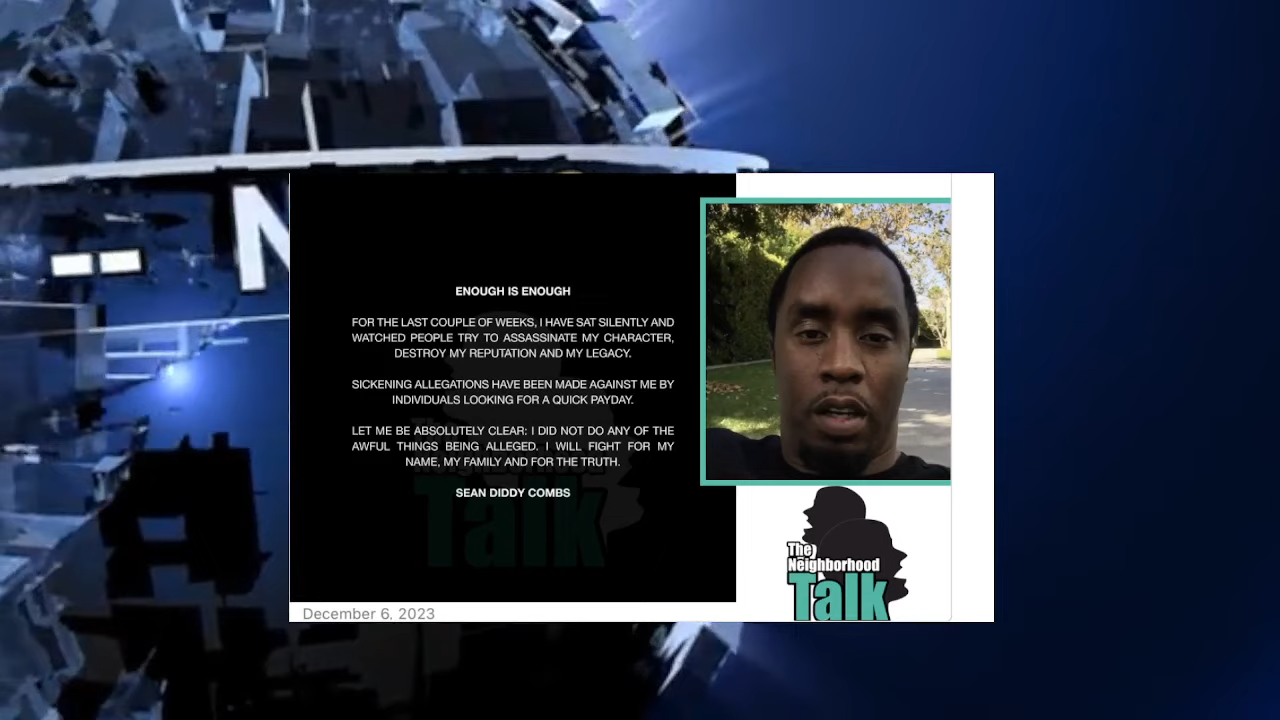 N
ENOUGH IS ENOUGH
FOR THE LAST COUPLE OF WEEKS, I HAVE SAT SILENTLY AND
WATCHED PEOPLE TRY TO ASSASSINATE MY CHARACTER,
DESTROY MY REPUTATION AND MY LEGACY.
SICKENING ALLEGATIONS HAVE BEEN MADE AGAINST ME BY
INDIVIDUALS LOOKING FOR A QUICK PAYDAY.
LET ME BE ABSOLUTELY CLEAR: I DID NOT DO ANY OF THE
AWFUL THINGS BEING ALLEGED. I WILL FIGHT FOR MY
NAME, MY FAMILY AND FOR THE TRUTH.
SEAN DIDDY COMBS
Neighborhood
Talk
December 6, 2023
The
Neighborhood
Talk